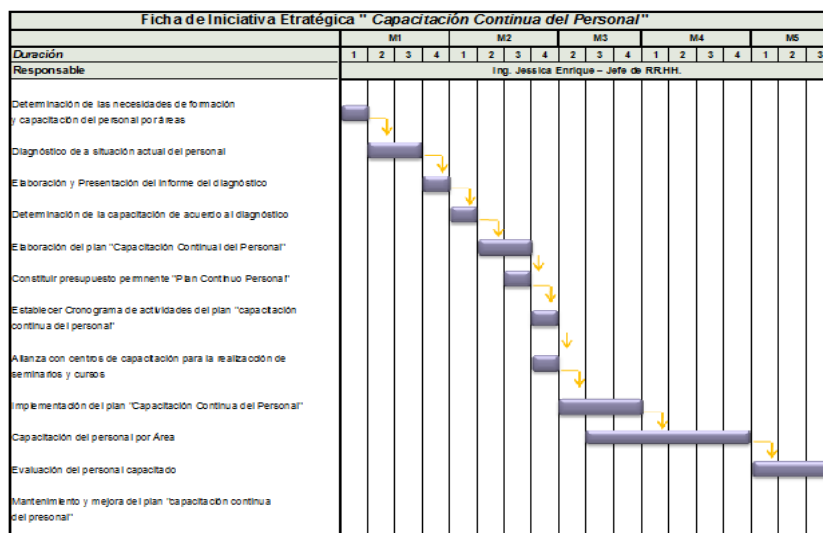 Ficha de Iniciativa Etratégica " Capacitación Continua del Personal"
M1 M2 M3 M4 M5
Duración 1 2 3 4 1 2 3 4 2 3 4 1 2 3 4 1 2 3
Responsable Ing. Jessica Enrique – Jefe de RR.HH.
Determinación de las necesidades de formación
y capacitación del personal por áreas
Diagnóstico de a situación actual del personal
Elaboración y Presentación del informe del diagnóstico
Determinación de la capacitación de acuerdo al diagnóstico
Elaboración del plan "Capacitación Continual del Personal"
Constituir presupuesto permnente "Plan Continuo Personal"
Establecer Cronograma de actividades del plan "capacitación
continua del personal"
Alianza con centros de capacitación para la realizacción de
seminarios y cursos
Implementación del plan "Capacitación Continua del Personal"
Capacitación del personal por Área
Evaluación del personal capacitado
Mantenimiento y mejora del plan "capacitación continua
del presonal"